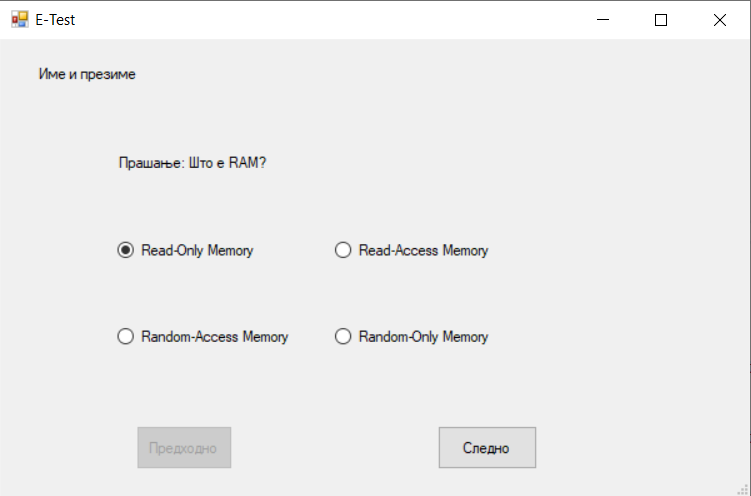 E-Test
Име и презиме
Прашање: Што е RAM?
Read-Only Memory
Read-Access Memory
Random-Access Memory
Random-Only Memory
Предходно
Следно